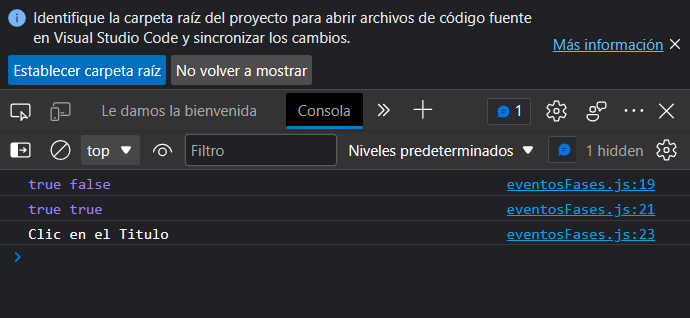 Identifique la carpeta raíz del proyecto para abrir archivos de código fuente
en Visual Studio Code y sincronizar los cambios.
Más información
Establecer carpeta raíz No volver a mostrar
Le damos la bienvenida Consola 1
top Filtro Niveles predeterminados 1 hidden
true false eventosFases.js:19
true true eventosFases.js:21
Clic en el Titulo eventosFases.js:23